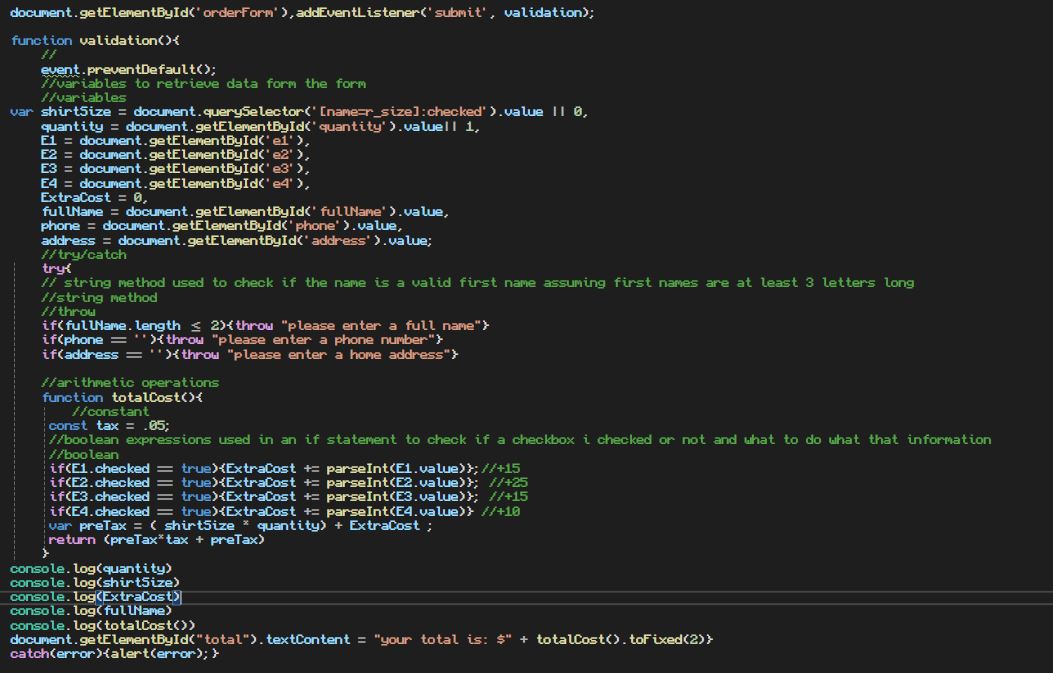 document.getElementById('orderForm'),addEventListener('submit', validation);
function validation(){
//
event.preventDefault();
//variables to retrieve data form the form
//variables
var shirtSize = document.querySelector('[name=r_size]:checked').value || 0,
quantity = document.getElementById('quantity').value|| 1,
E1 = document.getElementById('e1'),
E2 = document.getElementById('e2'),
E3 = document.getElementById('e3'),
E4 = document.getElementById('e4'),
ExtraCost = 0,
fullName = document.getElementById('fullName').value,
phone = document.getElementById('phone').value,
address = document.getElementById('address').value;
//try/catch
try{
// string method used to check if the name is a valid first name assuming first names are at least 3 letters long
//string method
//throw
if(fullName.length ≤ 2){throw "please enter a full name"}
if(phone == ''){throw "please enter a phone number"}
if(address == ''){throw "please enter a home address"}
//arithmetic operations
function totalCost(){
//constant
const tax = .05;
//boolean expressions used in an if statement to check if a checkbox i checked or not and what to do what that information
//boolean
if(E1.checked == true){ExtraCost += parseInt(E1.value)};//+15
if(E2.checked == true){ExtraCost += parseInt(E2.value)}; //+25
if(E3.checked == true){ExtraCost += parseInt(E3.value)}; //+15
if(E4.checked == true){ExtraCost += parseInt(E4.value)} //+10
var preTax = ( shirtSize * quantity) + ExtraCost ;
return (preTax*tax + preTax)
}
console.log(quantity)
console.log(shirtSize)
console.log(ExtraCost)
console.log(fullName)
console.log(totalCost())
document.getElementById("total").textContent = "your total is: $" + totalCost().toFixed(2)}
catch(error){alert(error);}